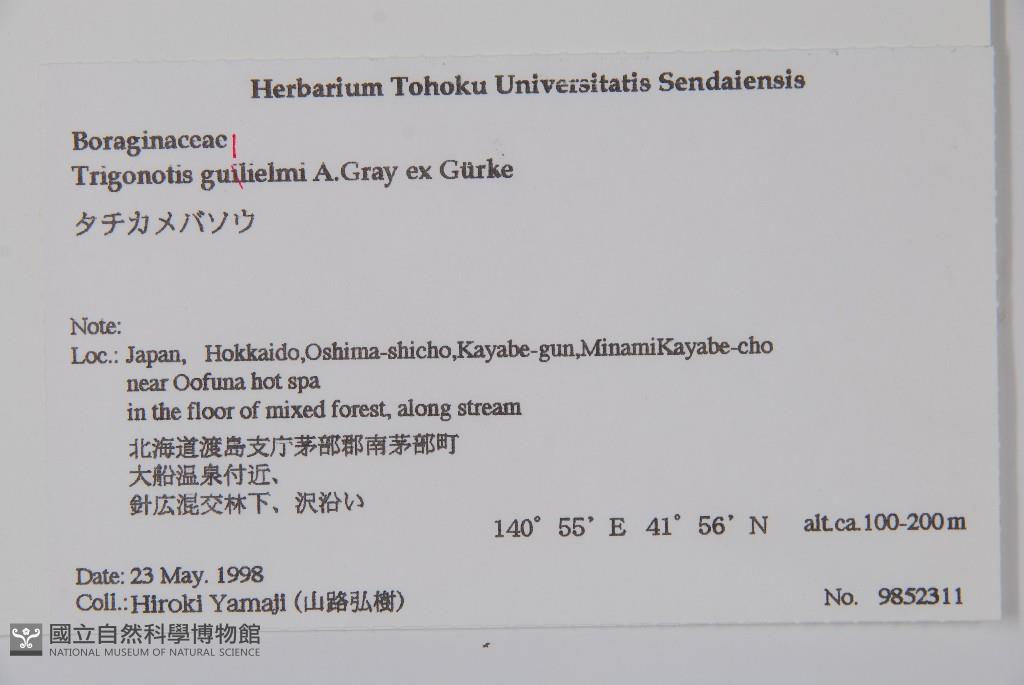 Herbarium Tohoku Universitatis Sendaiensis
Boraginaceae
Trigonotis guilielmi A.Gray ex Gürke
タチカメバソウ
Note:
Loc.: Japan, Hokkaido,Oshima-shicho,Kayabe-gun,MinamiKayabe-cho
near Oofuna hot spa
in the floor of mixed forest, along stream
北海道渡島支庁茅部郡南茅部町
大船温泉付近、
針広混交林下、沢沿い
140° 55' E 41° 56' N alt.ca.100-200m
Date: 23 May. 1998
Coll.: Hiroki Yamaji (山路弘樹)
No. 9852311
國立自然科學博物館
NATIONAL MUSEUM OF NATURAL SCIENCE